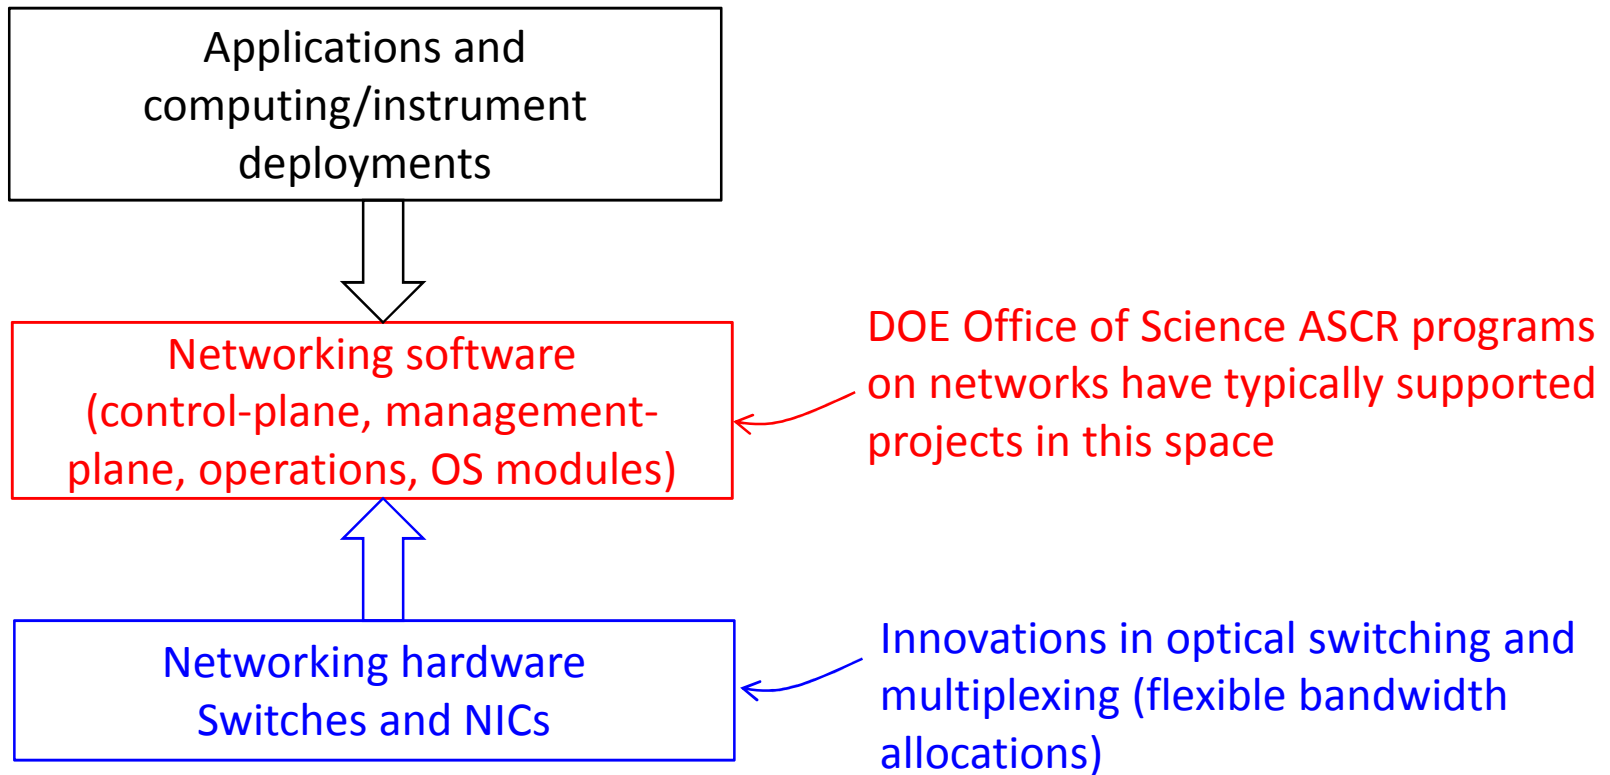 Applications and
computing/instrument
deployments
Networking software
(control-plane, management-
plane, operations, OS modules)
DOE Office of Science ASCR programs
on networks have typically supported
projects in this space
Networking hardware
Switches and NICs
Innovations in optical switching and
multiplexing (flexible bandwidth
allocations)